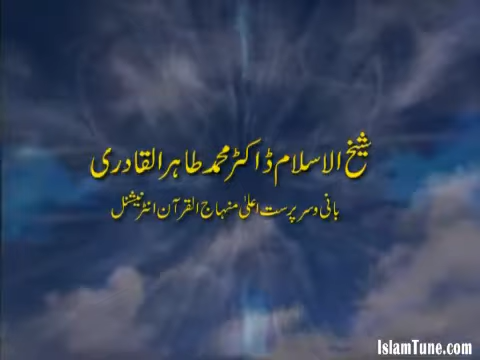 شیخ الاسلام ڈاکٹر محمد طاہر القادری
بانی و سرپرست اعلیٰ منہاج القرآن انٹرنیشنل
IslamTune.com